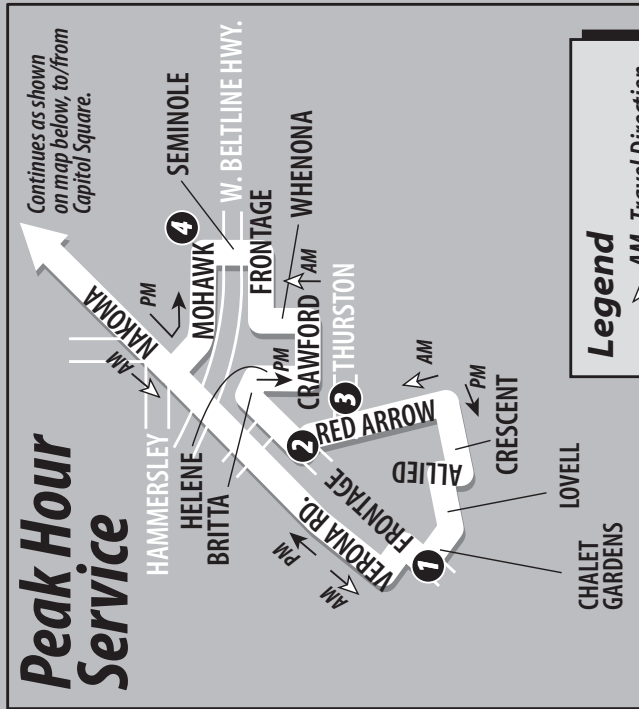 Peak Hour
Service
Continues as shown
on map below, to/from
Capitol Square.
NAKOMA
PM
AM
HAMMERSLEY
MOHAWK
4
SEMINOLE
W. BELTLINE HWY.
FRONTAGE
WHENONA
AM
HELENE
BRITTA
PM
CRAWFORD
THURSTON
3
2
RED ARROW
AM
PM
VERONA RD.
FRONTAGE
PM
AM
ALLIED
CRESCENT
LOVELL
1
CHALET
GARDENS
Legend
AM Travel Direction